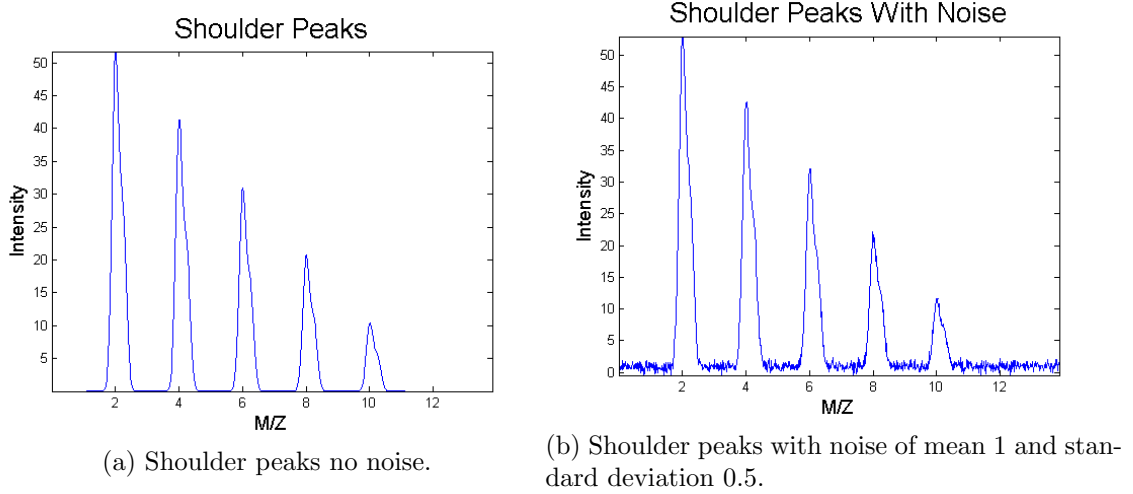 Shoulder Peaks
50
45
40
35
30
25
20
15
10
5
Intensity
2 4 6 8 10 12
M/Z
(a) Shoulder peaks no noise.
Shoulder Peaks With Noise
50
45
40
35
30
25
20
15
10
5
0
Intensity
2 4 6 8 10 12
M/Z
(b) Shoulder peaks with noise of mean 1 and stan-
dard deviation 0.5.